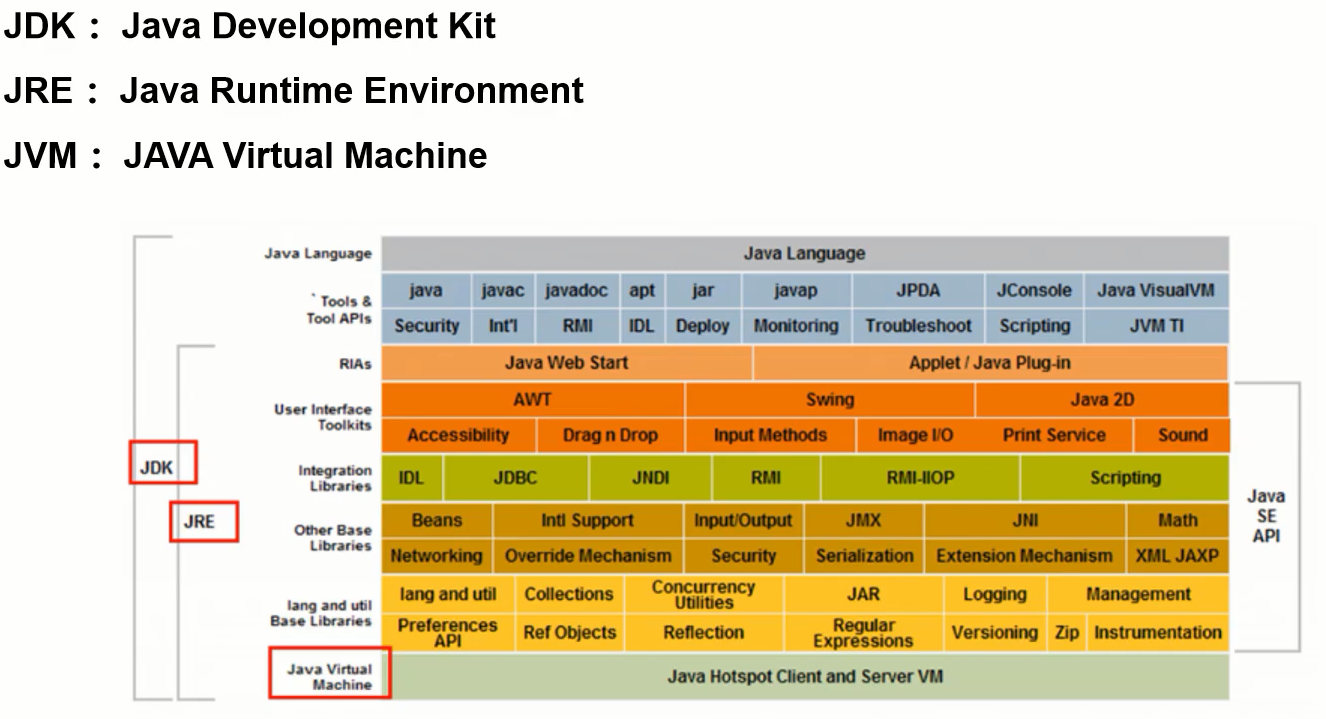 JDK： Java Development Kit
JRE： Java Runtime Environment
JVM： JAVA Virtual Machine
Java Language
Java Language
` Tools &
Tool APIs
java javac javadoc apt jar javap JPDA JConsole Java VisualVM
Security Int'l RMI IDL Deploy Monitoring Troubleshoot Scripting JVM TI
RIAs
Java Web Start Applet / Java Plug-in
User Interface
Toolkits
AWT Swing Java 2D
Accessibility Drag n Drop Input Methods Image I/O Print Service Sound
JDK
Integration
Libraries
IDL JDBC JNDI RMI RMI-IIOP Scripting
JRE
Other Base
Libraries
Beans Intl Support Input/Output JMX JNI Math
Networking Override Mechanism Security Serialization Extension Mechanism XML JAXP
Java
SE
API
lang and util
Base Libraries
lang and util Collections Concurrency Utilities JAR Logging Management
Preferences API Ref Objects Reflection Regular Expressions Versioning Zip Instrumentation
Java Virtual
Machine
Java Hotspot Client and Server VM